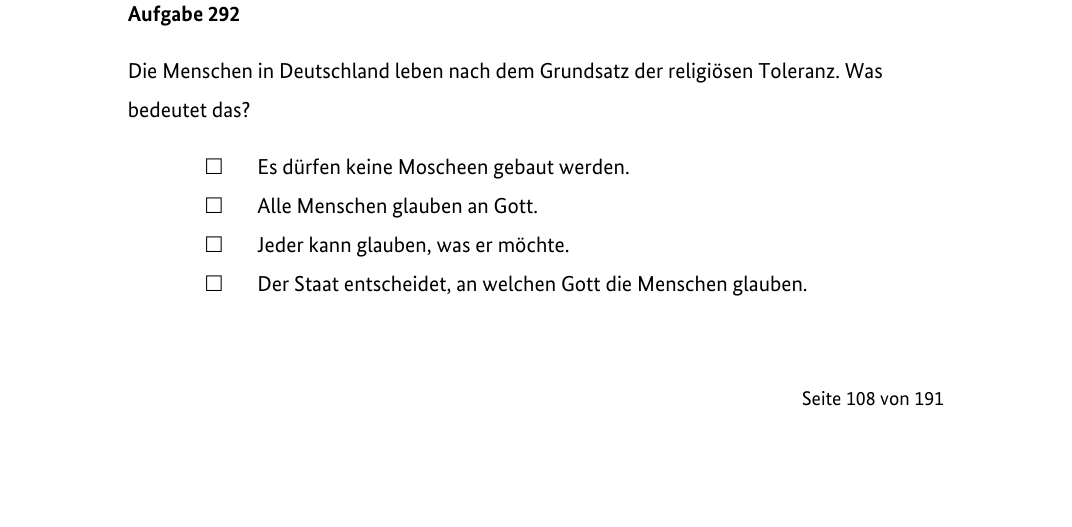 Aufgabe 292
Die Menschen in Deutschland leben nach dem Grundsatz der religiösen Toleranz. Was
bedeutet das?
☐ Es dürfen keine Moscheen gebaut werden.
☐ Alle Menschen glauben an Gott.
☐ Jeder kann glauben, was er möchte.
☐ Der Staat entscheidet, an welchen Gott die Menschen glauben.
Seite 108 von 191